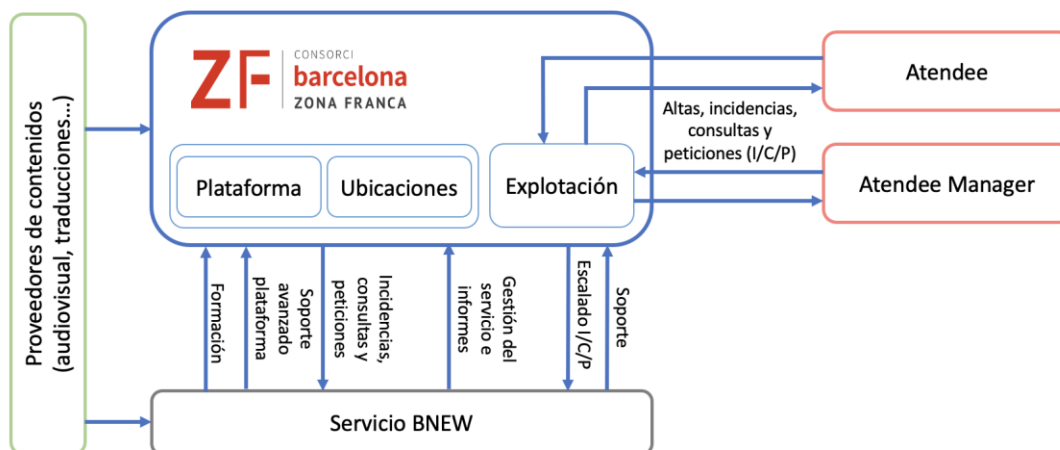 Proveedores de contenidos
(audiovisual, traducciones...)
ZF
CONSORCI
barcelona
ZONA FRANCA
Plataforma
Ubicaciones
Explotación
Atendee
Altas, incidencias,
consultas y
peticiones (I/C/P)
Atendee Manager
Formación
Soporte
avanzado
plataforma
Incidencias,
consultas y
peticiones
Gestión del
servicio e
informes
Escalado I/C/P
Soporte
Servicio BNEW